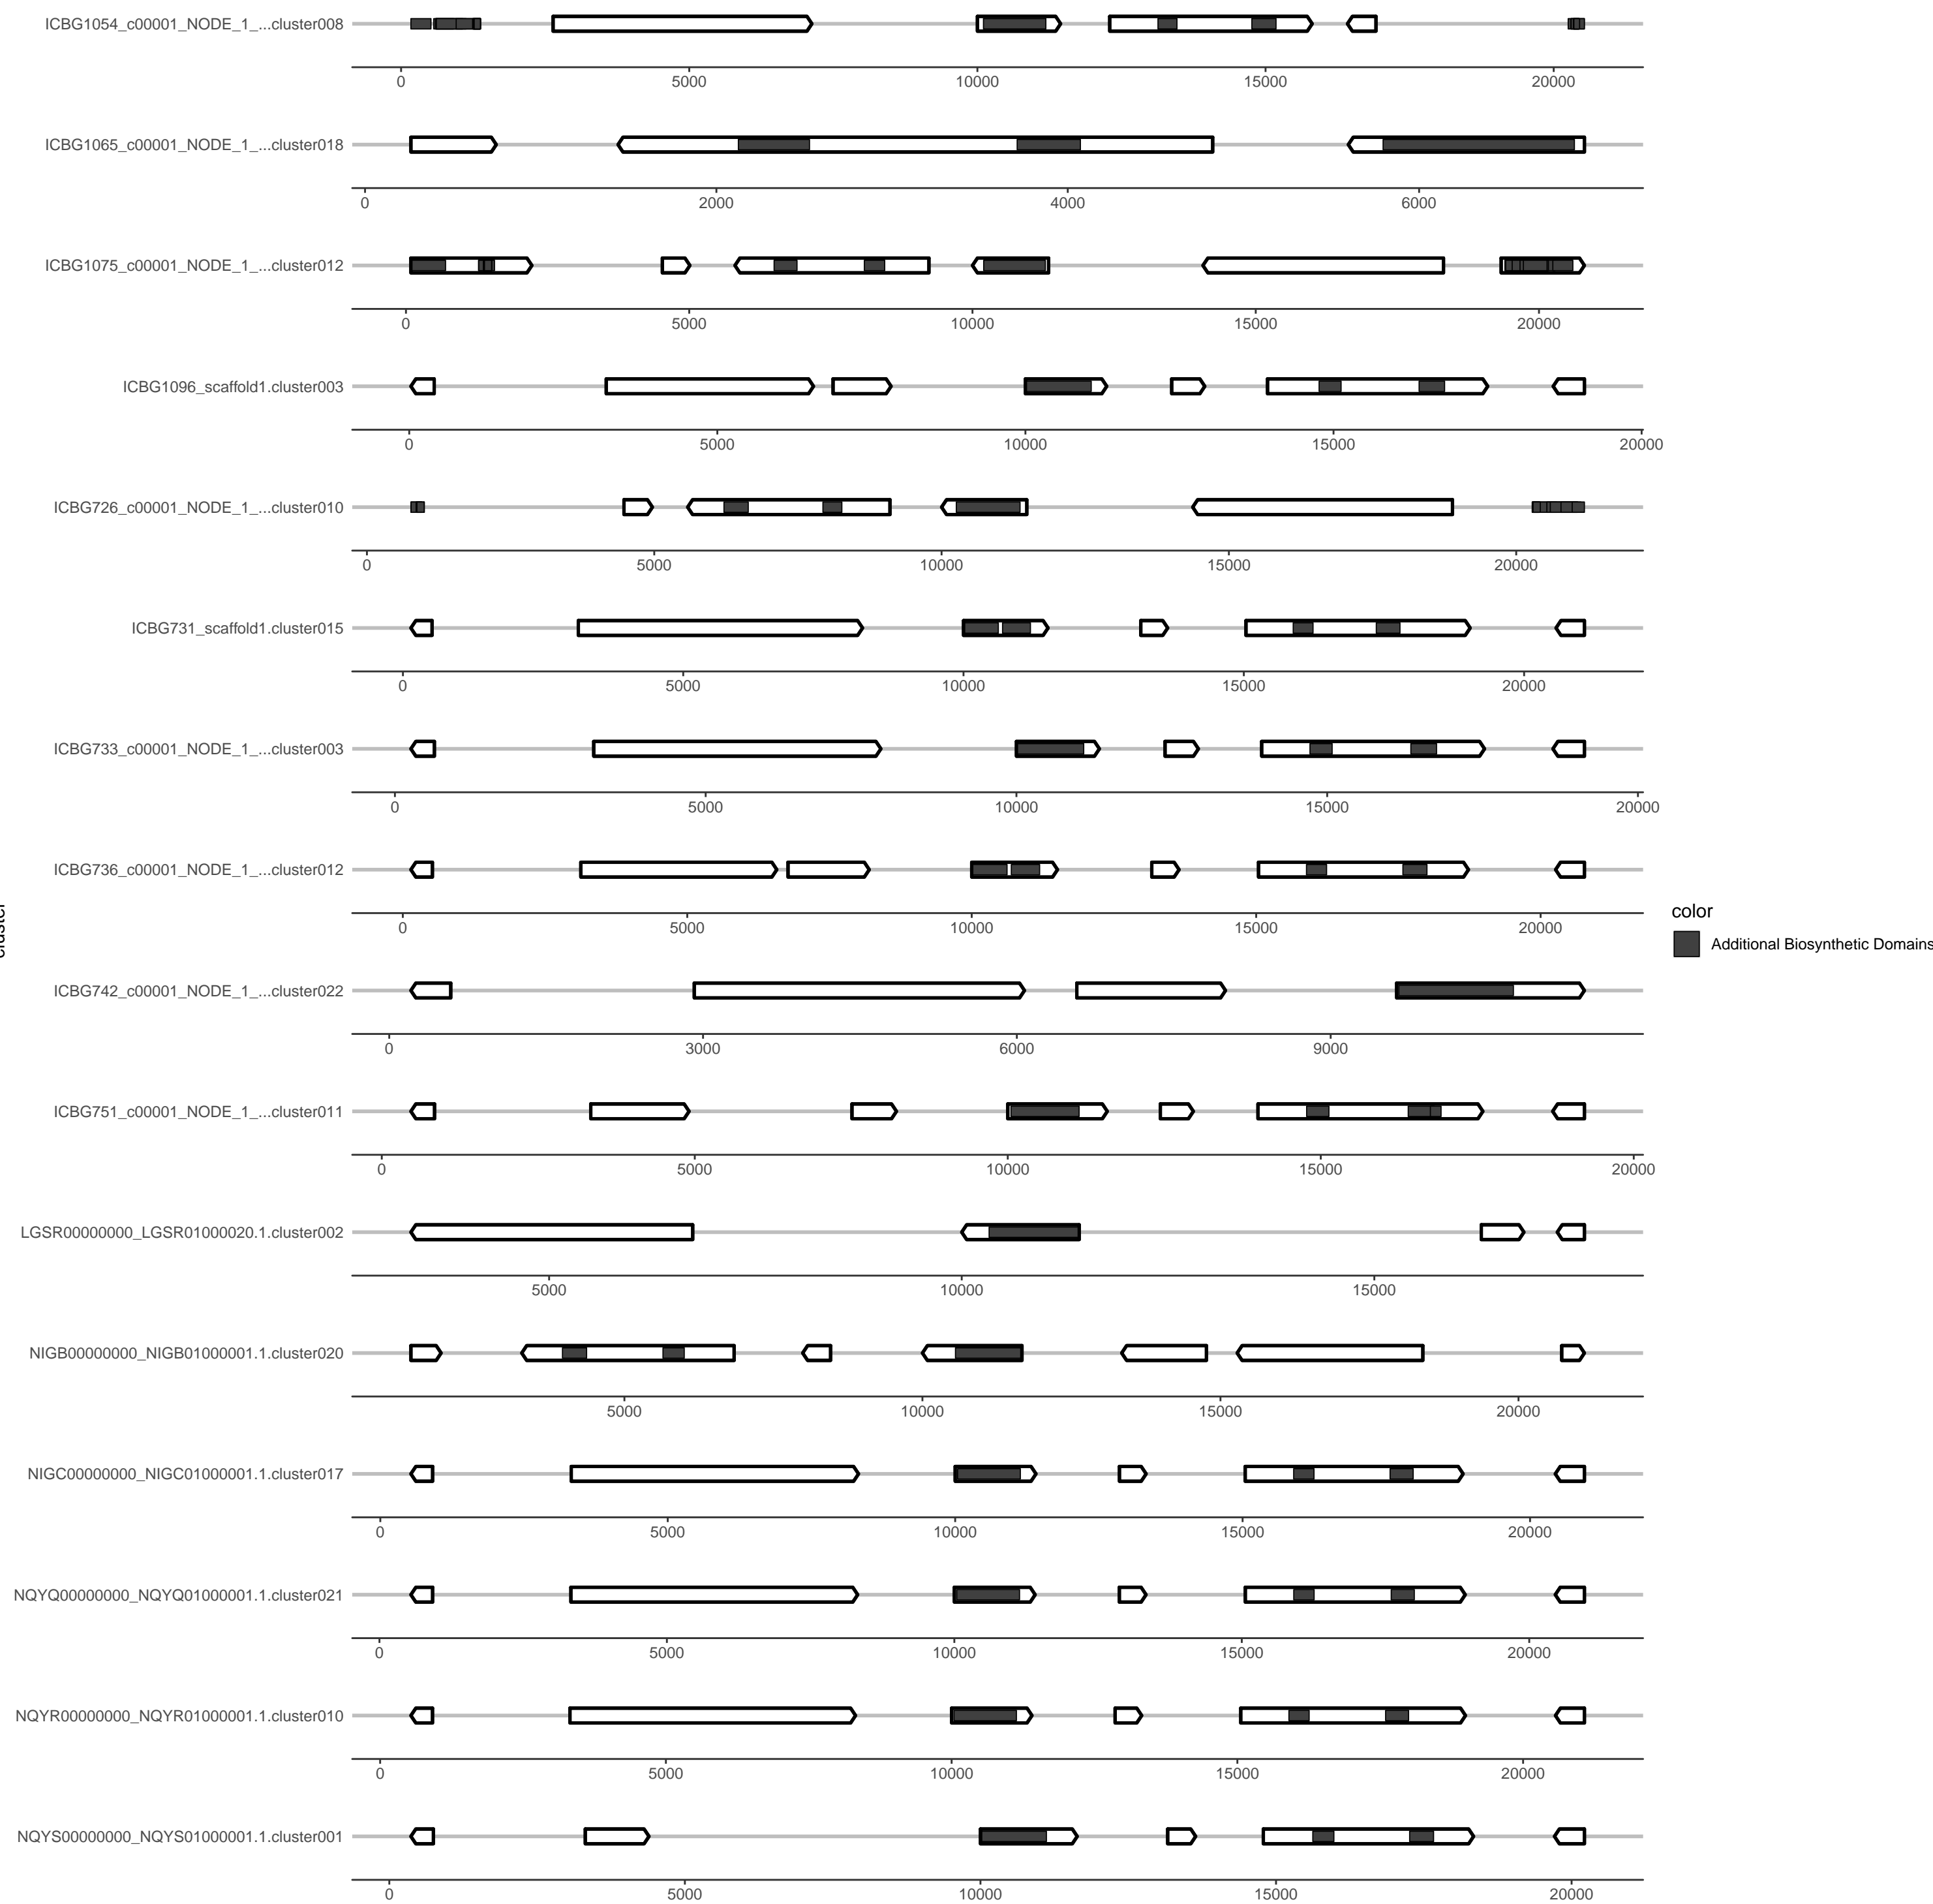 ICBG1054_c00001_NODE_1_...cluster008
0 5000 10000 15000 20000
ICBG1065_c00001_NODE_1_...cluster018
0 2000 4000 6000
ICBG1075_c00001_NODE_1_...cluster012
0 5000 10000 15000 20000
ICBG1096_scaffold1.cluster003
0 5000 10000 15000 20000
ICBG726_c00001_NODE_1_...cluster010
0 5000 10000 15000 20000
ICBG731_scaffold1.cluster015
0 5000 10000 15000 20000
ICBG733_c00001_NODE_1_...cluster003
0 5000 10000 15000 20000
ICBG736_c00001_NODE_1_...cluster012
0 5000 10000 15000 20000
cluster
color
Additional Biosynthetic Domains
ICBG742_c00001_NODE_1_...cluster022
0 3000 6000 9000
ICBG751_c00001_NODE_1_...cluster011
0 5000 10000 15000 20000
LGSR00000000_LGSR01000020.1.cluster002
5000 10000 15000
NIGB00000000_NIGB01000001.1.cluster020
5000 10000 15000 20000
NIGC00000000_NIGC01000001.1.cluster017
0 5000 10000 15000 20000
NQYQ00000000_NQYQ01000001.1.cluster021
0 5000 10000 15000 20000
NQYR00000000_NQYR01000001.1.cluster010
0 5000 10000 15000 20000
NQYS00000000_NQYS01000001.1.cluster001
0 5000 10000 15000 20000